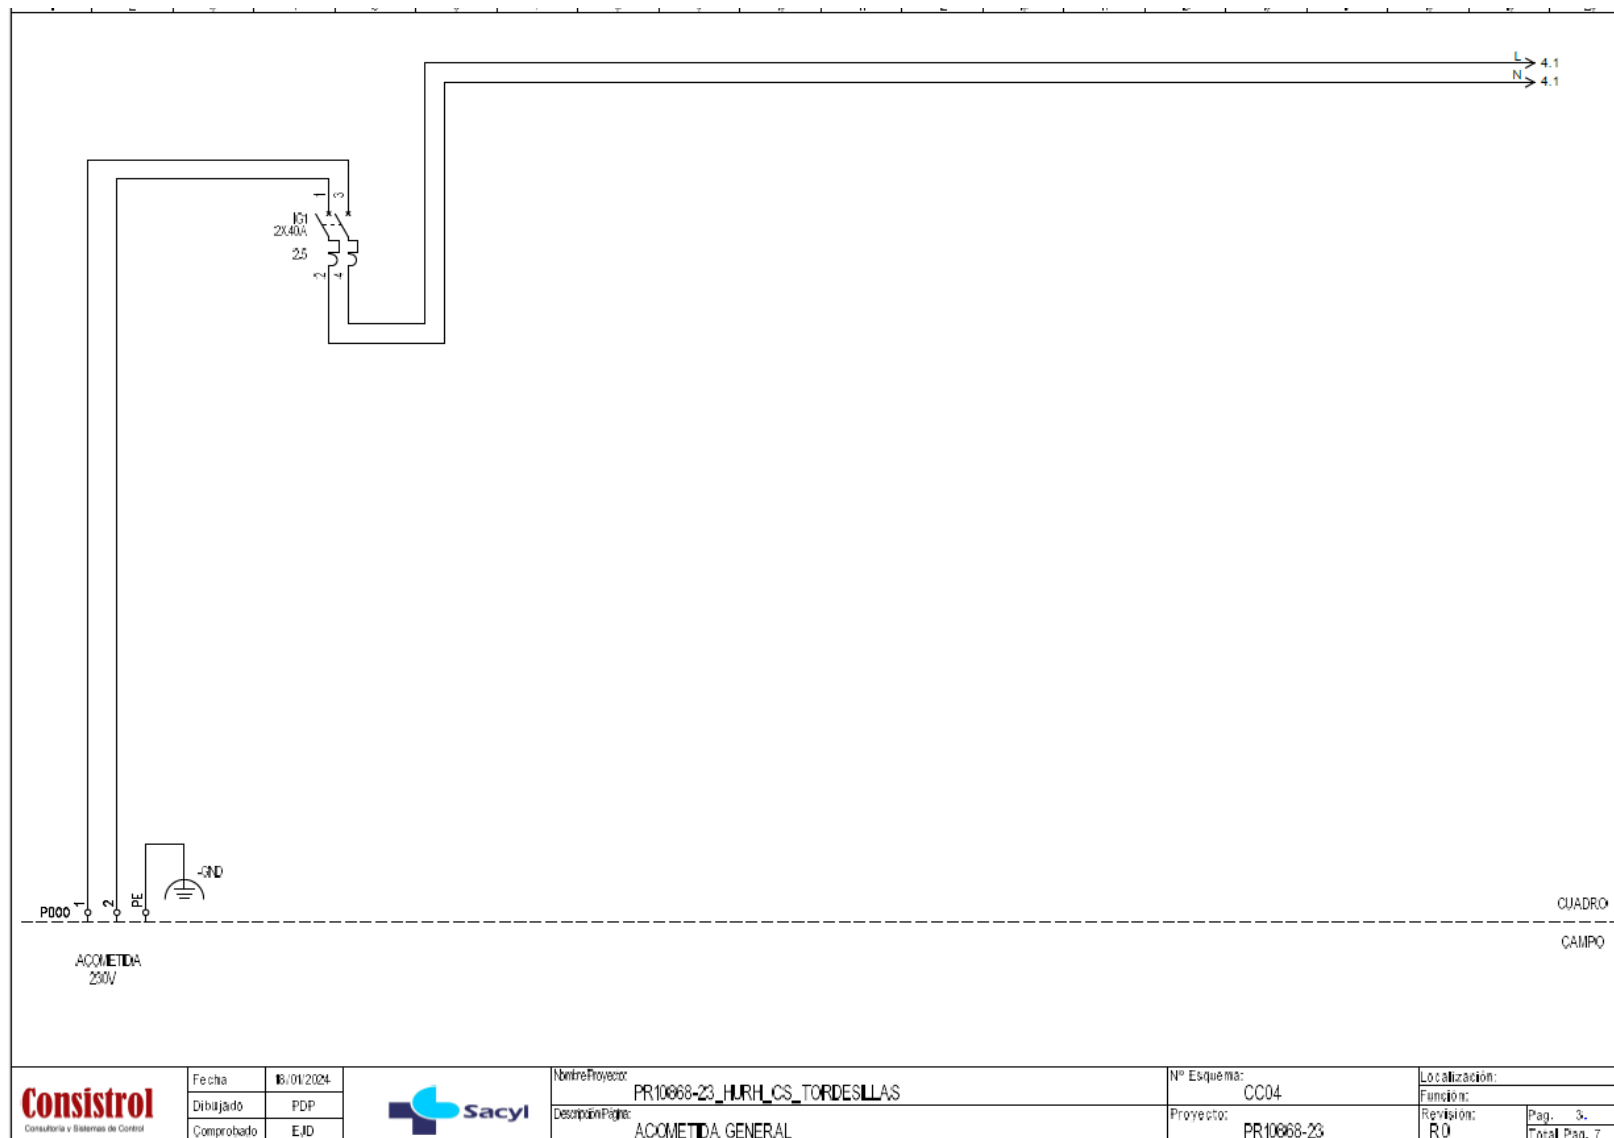 L 4.1
N 4.1
1 3
IG1
2X40A
25
2 4
-GND
P000 1 2 PE
CUADRO
CAMPO
ACOMETIDA
230V
Consistrol
Consultoría y Sistemas de Control
Fecha 18/01/2024
Dibujado PDP
Comprobado EJD
Sacyl
Nombre Proyecto:
PR10868-23_HURH_CS_TORDESILLAS
Descripción Página:
ACOMETIDA GENERAL
Nº Esquema:
CC04
Proyecto:
PR10868-23
Localización:
Función:
Revisión:
R0
Pag. 3.
Total Pag. 7